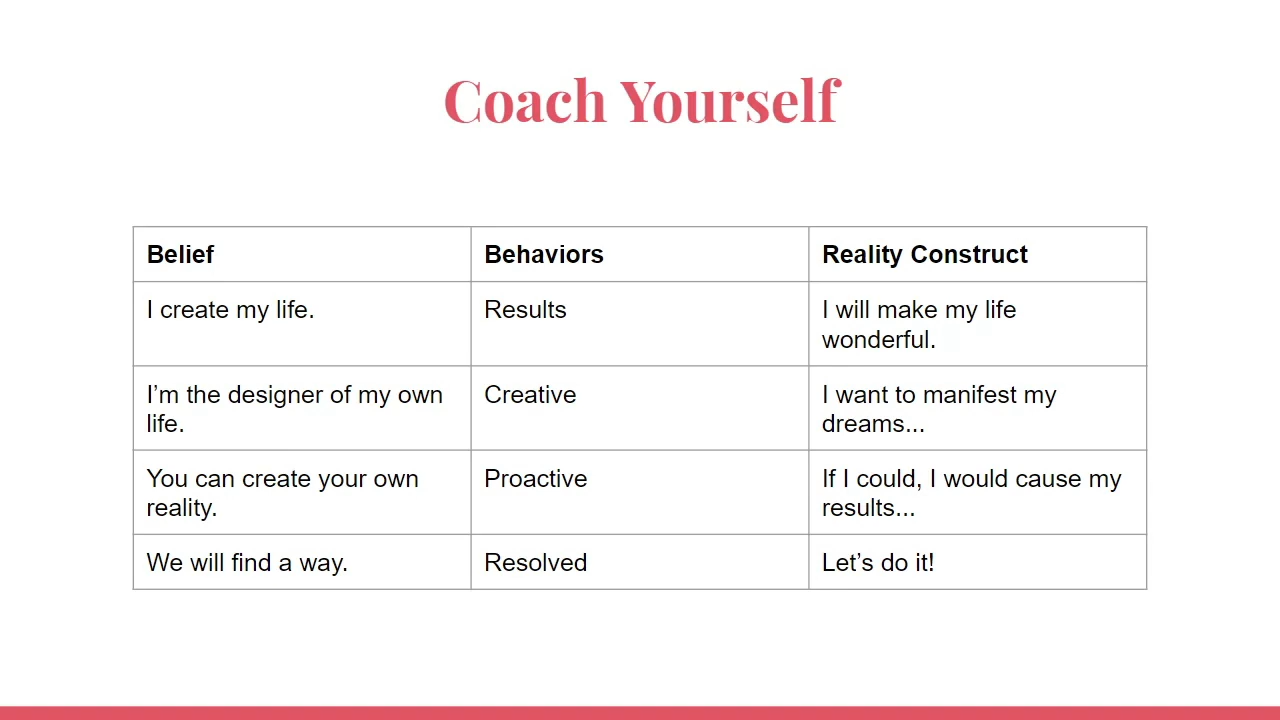 Coach Yourself
Belief
Behaviors
Reality Construct
I create my life.
Results
I will make my life
wonderful.
I’m the designer of my own
life.
Creative
I want to manifest my
dreams...
You can create your own
reality.
Proactive
If I could, I would cause my
results...
We will find a way.
Resolved
Let’s do it!